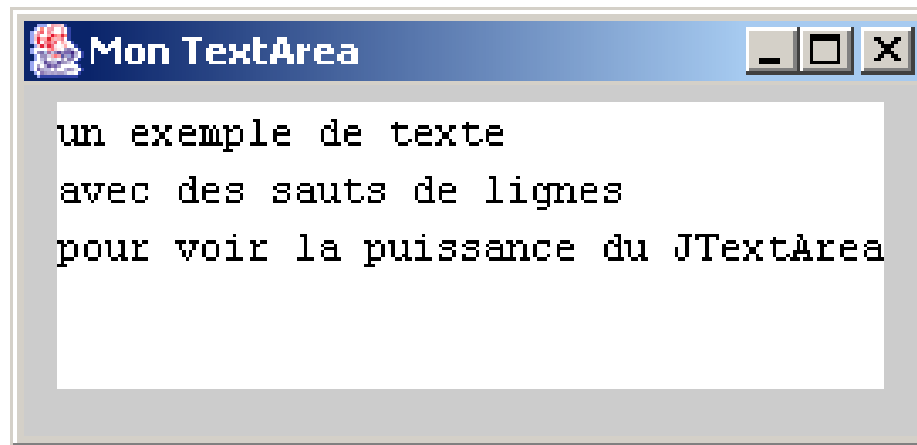 Mon TextArea
un exemple de texte
avec des sauts de lignes
pour voir la puissance du JTextArea